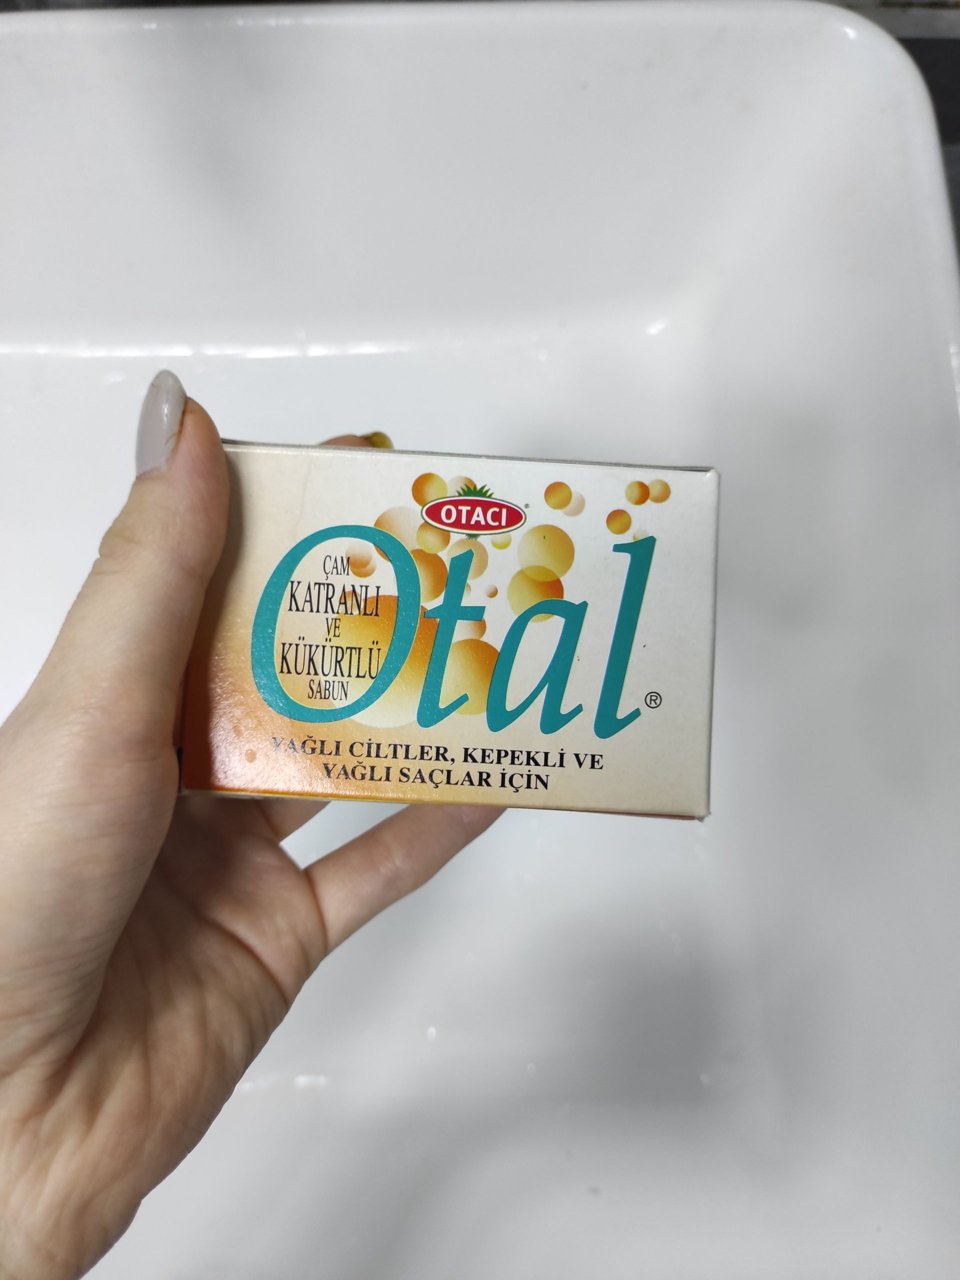 OTACI
Otal
ÇAM
KATRANLI
VE
KÜKÜRTLÜ
SABUN
YAĞLI CİLTLER, KEPEKLİ VE
YAĞLI SAÇLAR İÇİN